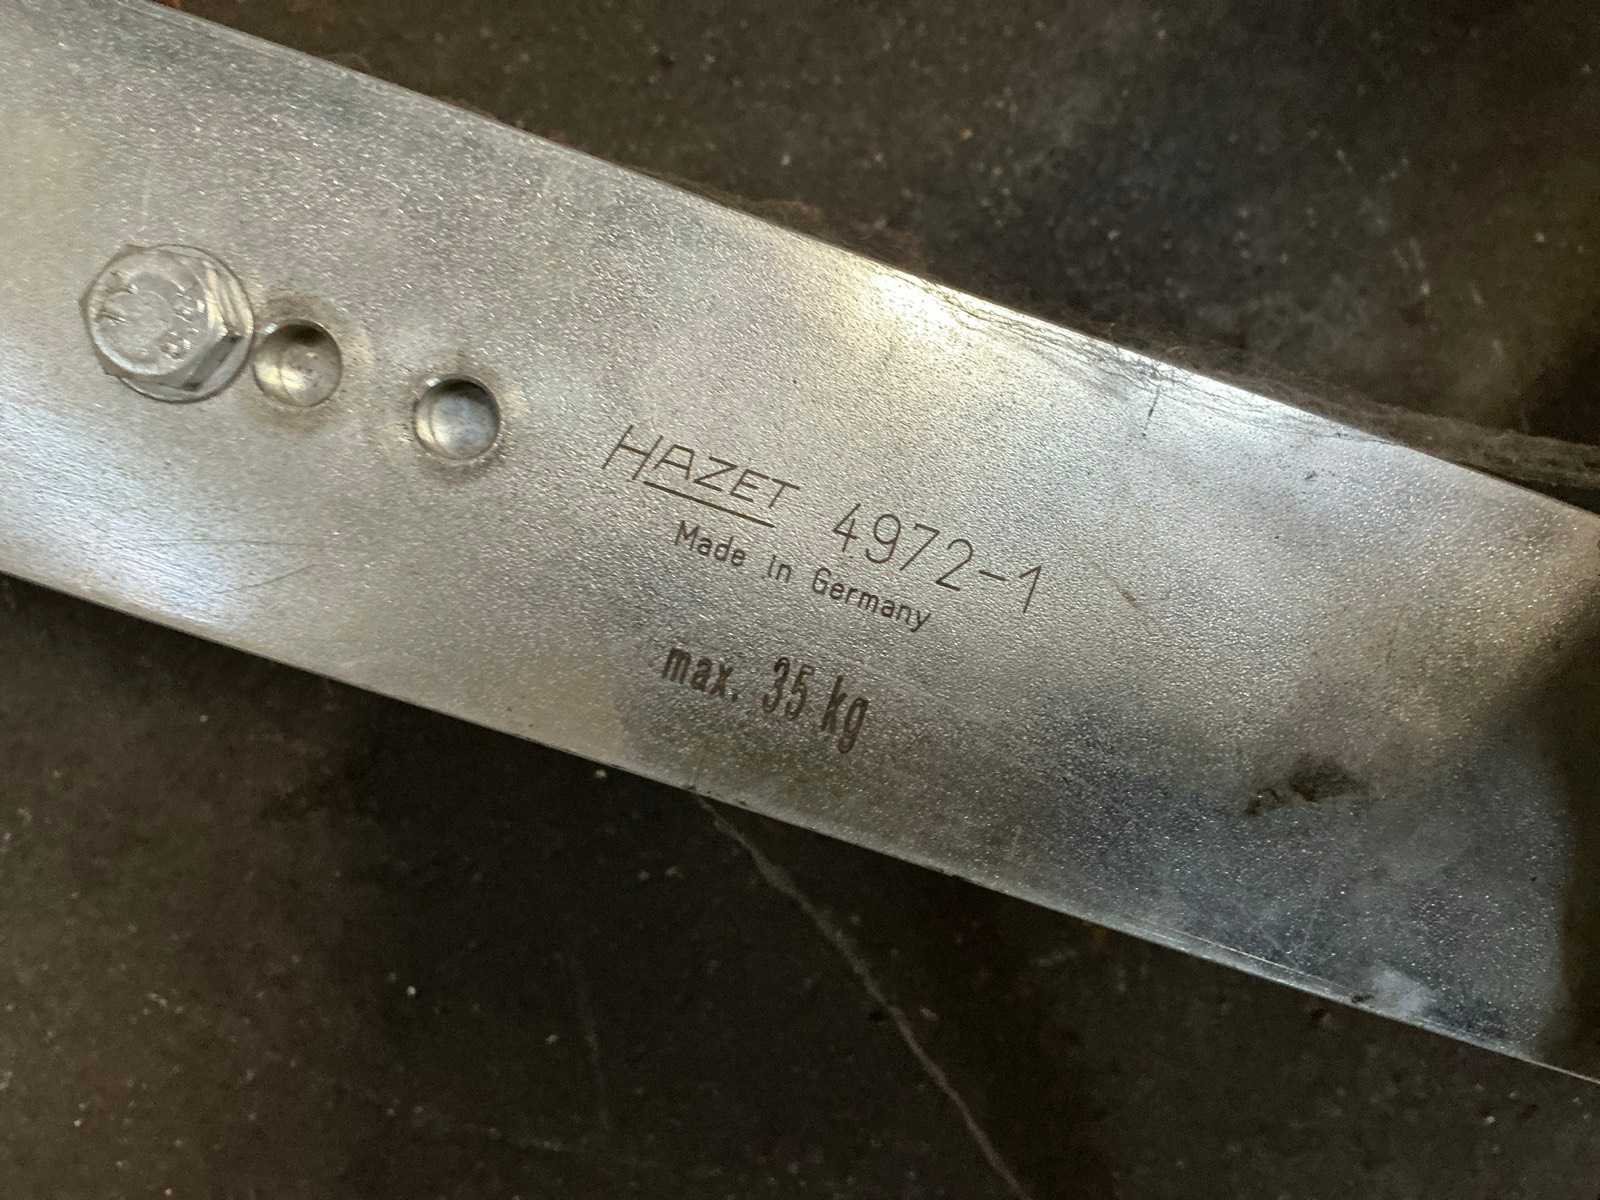 HAZET 4972-1
Made in Germany
max. 35 kg